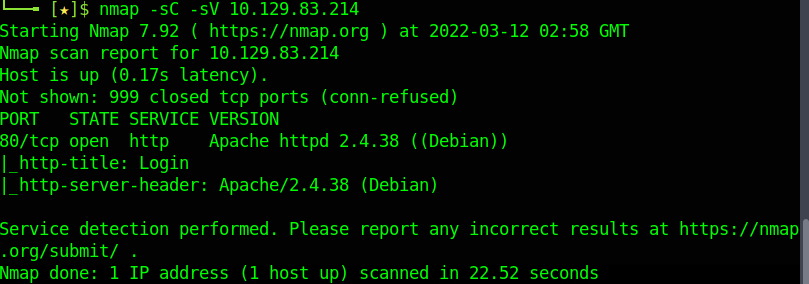 └──╼ [★]$ nmap -sC -sV 10.129.83.214
Starting Nmap 7.92 ( https://nmap.org ) at 2022-03-12 02:58 GMT
Nmap scan report for 10.129.83.214
Host is up (0.17s latency).
Not shown: 999 closed tcp ports (conn-refused)
PORT   STATE SERVICE VERSION
80/tcp open  http    Apache httpd 2.4.38 ((Debian))
|_http-title: Login
|_http-server-header: Apache/2.4.38 (Debian)
Service detection performed. Please report any incorrect results at https://nmap
.org/submit/ .
Nmap done: 1 IP address (1 host up) scanned in 22.52 seconds